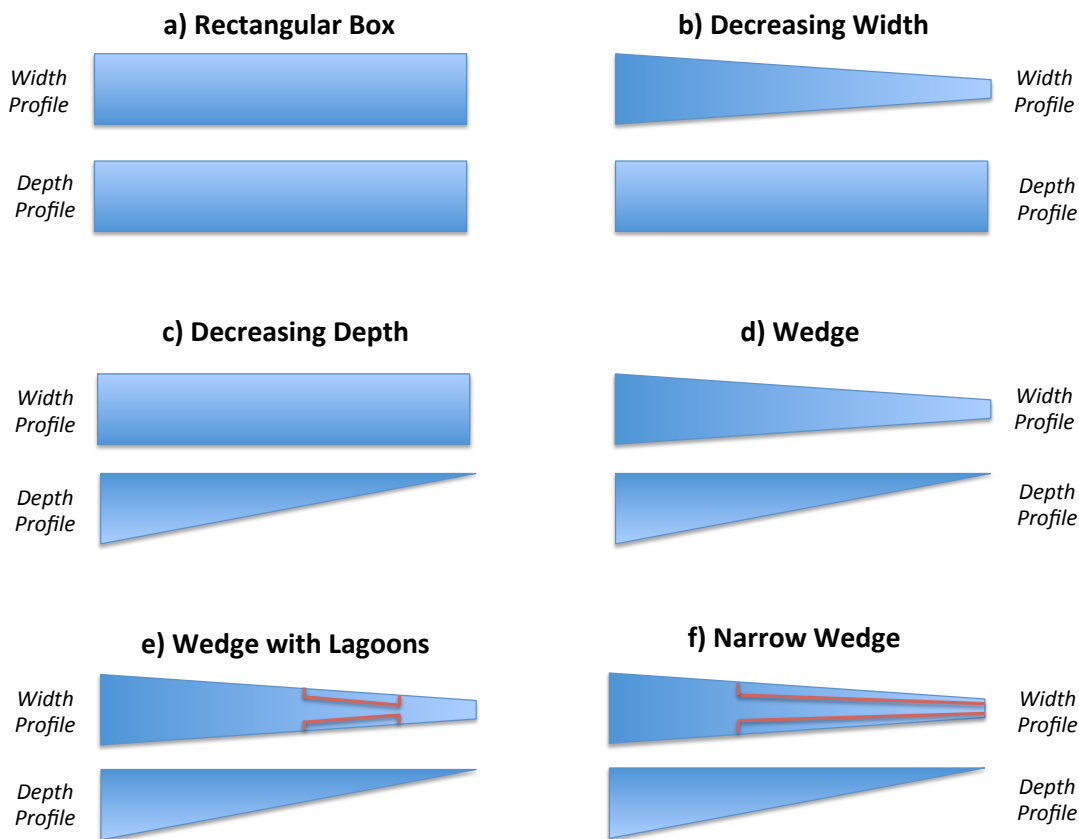 a) Rectangular Box
Width
Profile
Depth
Profile
b) Decreasing Width
Width
Profile
Depth
Profile
c) Decreasing Depth
Width
Profile
Depth
Profile
d) Wedge
Width
Profile
Depth
Profile
e) Wedge with Lagoons
Width
Profile
Depth
Profile
f) Narrow Wedge
Width
Profile
Depth
Profile